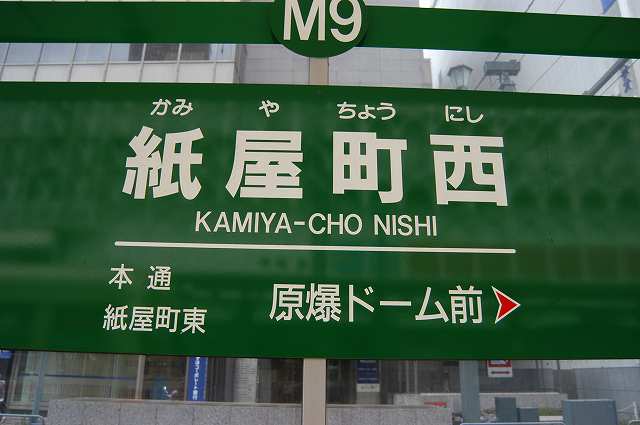 M9
かみ や ちょう にし
紙屋町西
KAMIYA-CHO NISHI
本通
紙屋町東
原爆ドーム前